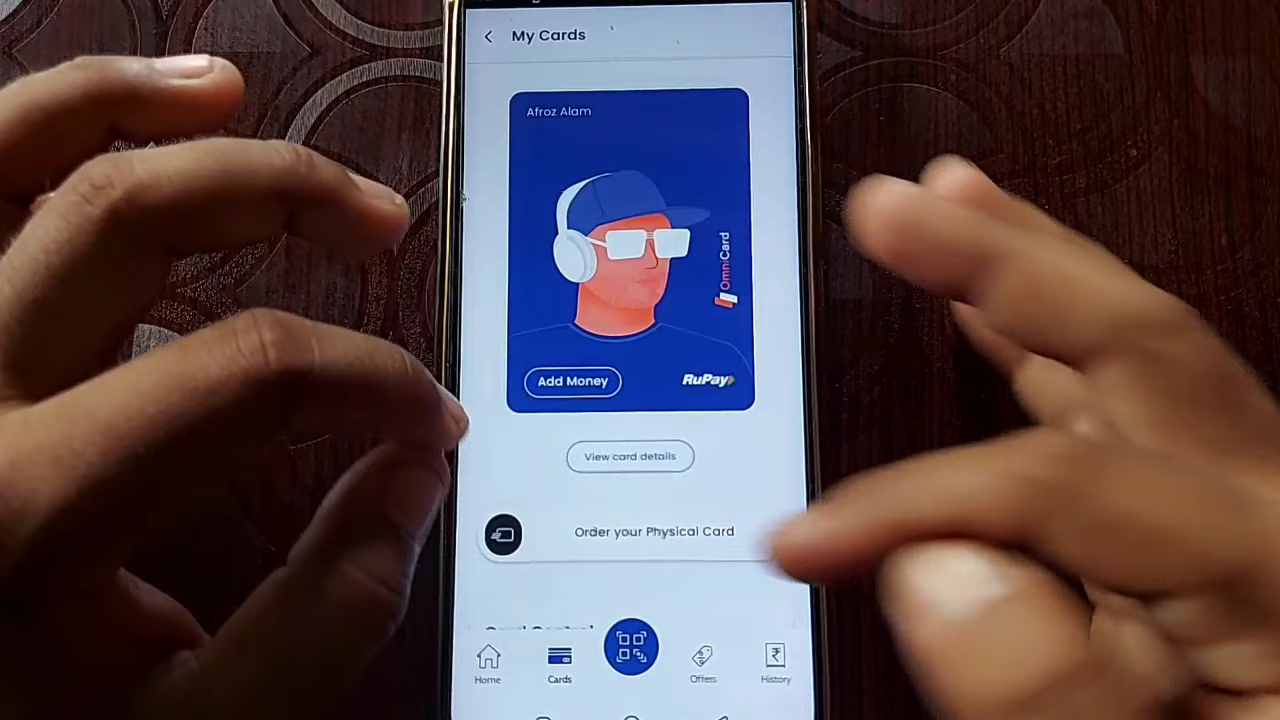 My Cards
Afroz Alam
OmniCard
Add Money
RuPay
View card details
Order your Physical Card
Home
Cards
Offers
History